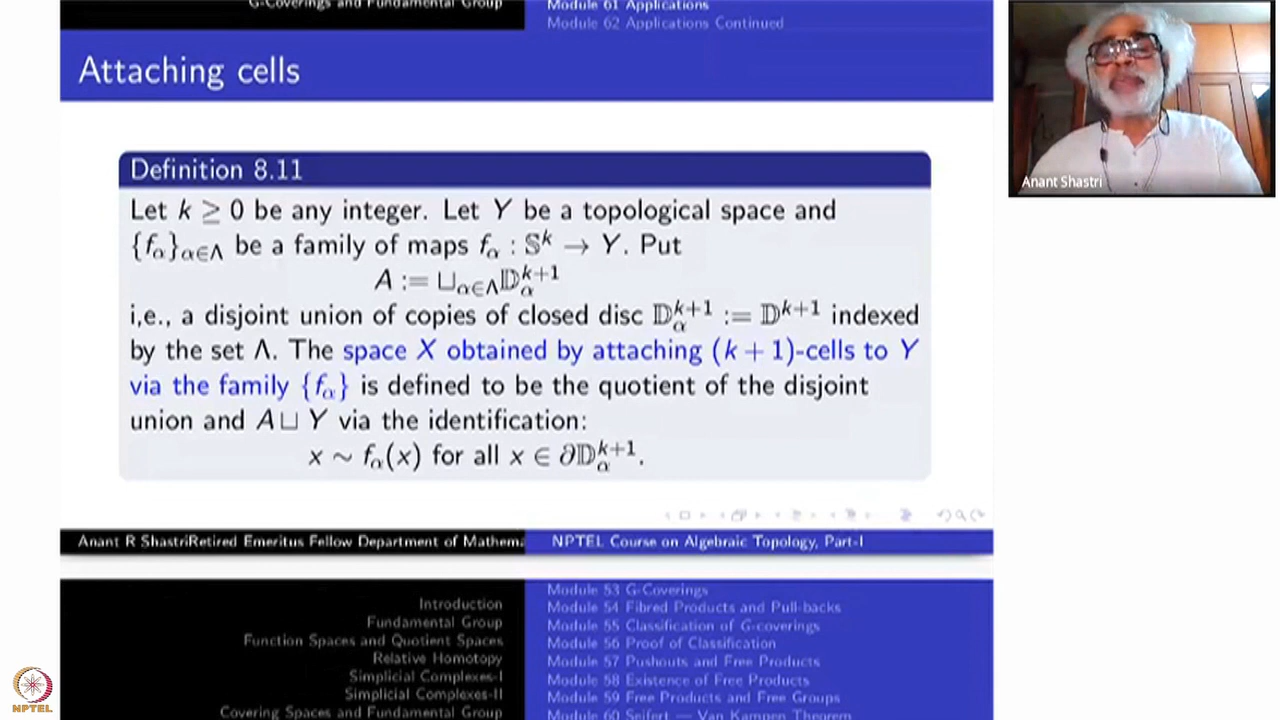 G-Coverings and Fundamental Group
Module 61 Applications
Module 62 Applications Continued
Attaching cells
Definition 8.11
Let k ≥ 0 be any integer. Let Y be a topological space and
{fα}α∈Λ be a family of maps fα : 𝕊^k → Y. Put
A := ⊔α∈Λ 𝔻α^{k+1}
i,e., a disjoint union of copies of closed disc 𝔻α^{k+1} := 𝔻^{k+1} indexed
by the set Λ. The space X obtained by attaching (k + 1)-cells to Y
via the family {fα} is defined to be the quotient of the disjoint
union and A ⊔ Y via the identification:
x ∼ fα(x) for all x ∈ ∂𝔻α^{k+1}.
Anant R ShastriRetired Emeritus Fellow Department of Mathema
NPTEL Course on Algebraic Topology, Part-I
Introduction
Fundamental Group
Function Spaces and Quotient Spaces
Relative Homotopy
Simplicial Complexes-I
Simplicial Complexes-II
Covering Spaces and Fundamental Group
Module 53 G-Coverings
Module 54 Fibred Products and Pull-backs
Module 55 Classification of G-coverings
Module 56 Proof of Classification
Module 57 Pushouts and Free Products
Module 58 Existence of Free Products
Module 59 Free Products and Free Groups
Module 60 Seifert — Van Kampen Theorem
Anant Shastri
NPTEL